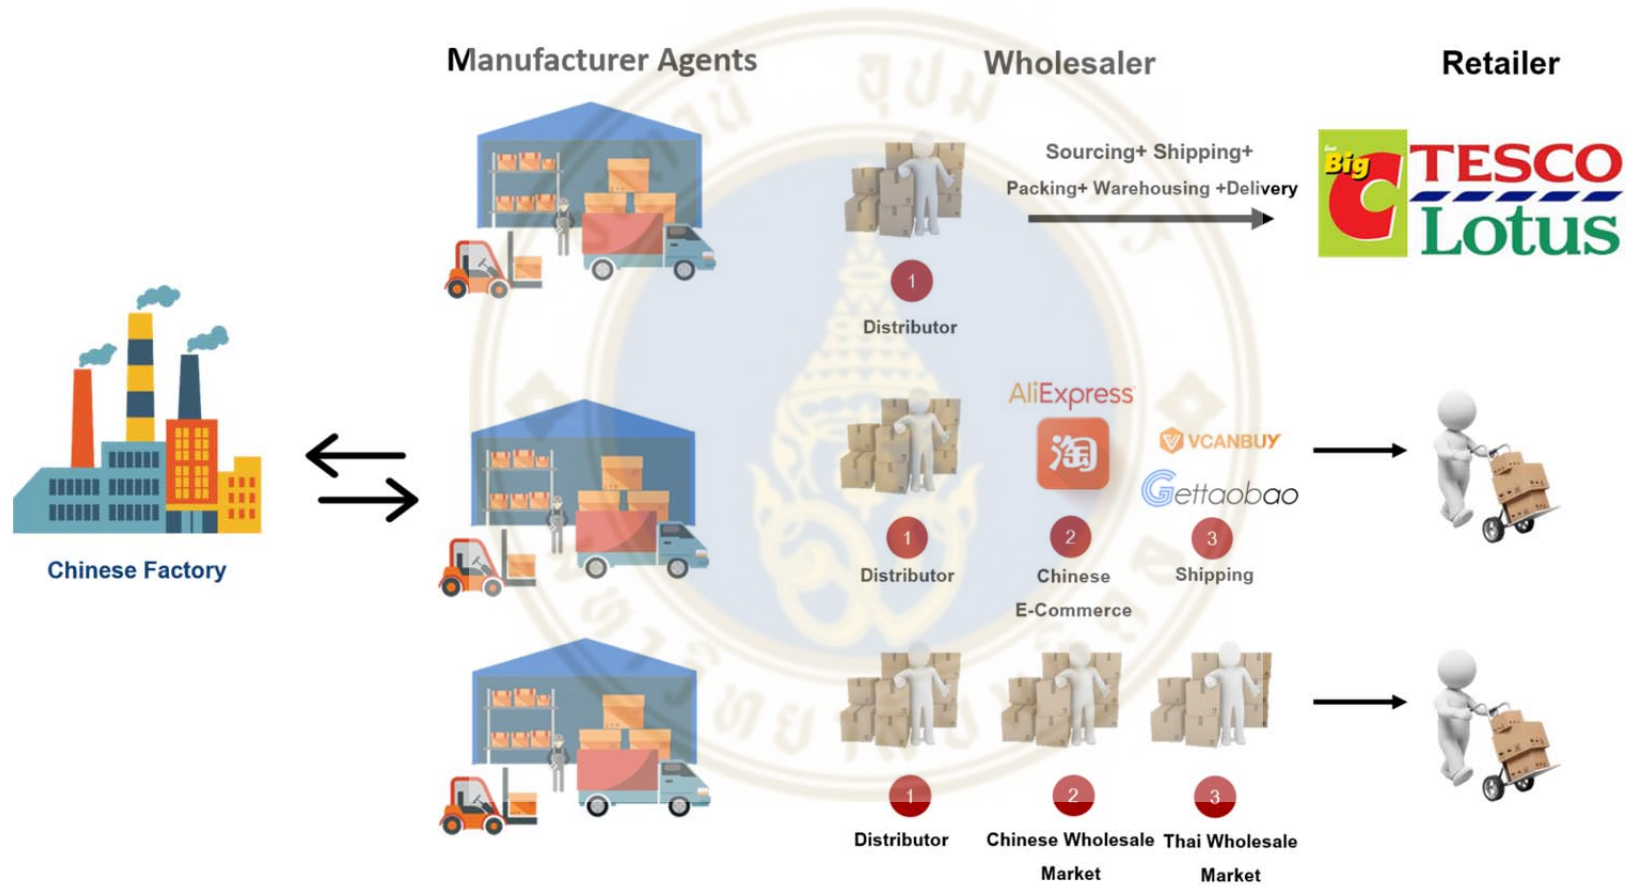 Manufacturer Agents
Wholesaler
Retailer
Sourcing+ Shipping+
Packing+ Warehousing +Delivery
Big
C
TESCO
Lotus
1
Distributor
AliExpress
淘
VCANBUY
Gettaobao
1
2
3
Distributor
Chinese
E-Commerce
Shipping
Chinese Factory
1
2
3
Distributor
Chinese Wholesale
Market
Thai Wholesale
Market